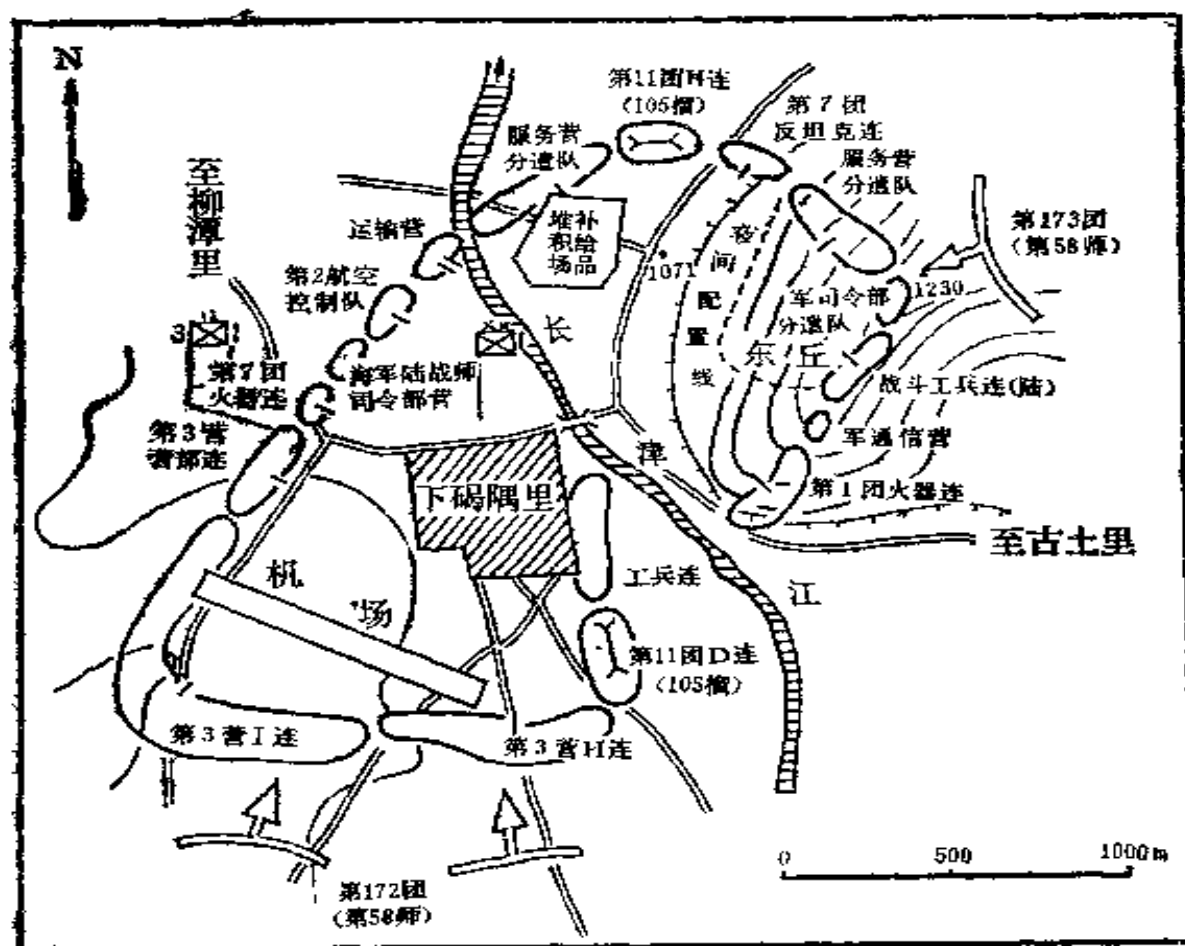 N
第11团H连
(105榴)
第7团
反坦克连
服务营
分遣队
服务营
分遣队
至柳潭里
运输营
堆积场
补给品
夜间配置线
第173团
(第58师)
1071
1230
第2航空
控制队
军司令部
分遣队
长津江
东丘
3
第7团
火器连
海军陆战师
司令部营
战斗工兵连(陆)
第3营
营部连
军通信营
第1团火器连
下碣隅里
至古土里
机场
工兵连
第11团D连
(105榴)
第3营I连
第3营H连
第172团
(第58师)
0 500 1000m